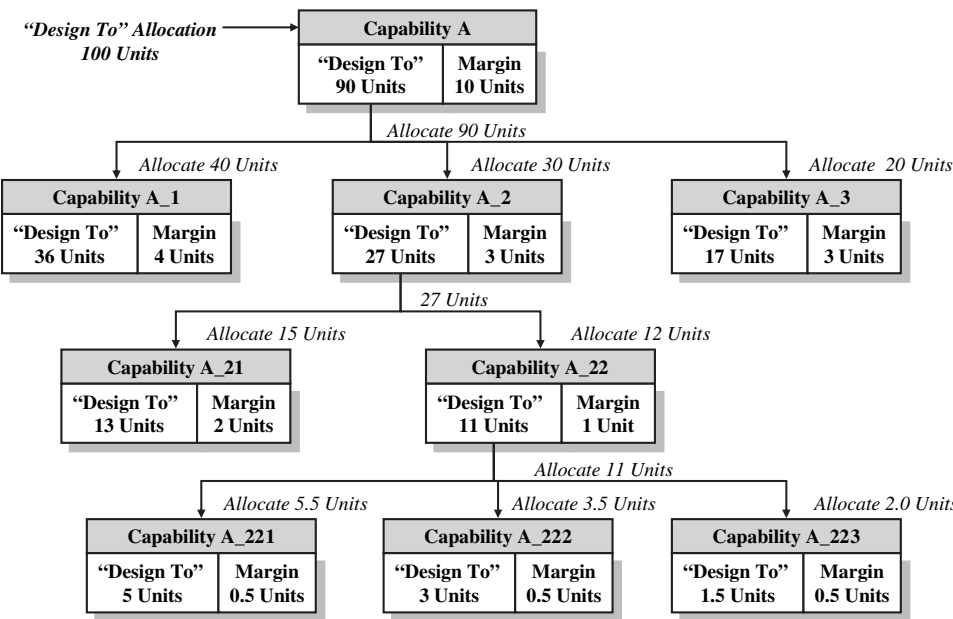 “Design To” Allocation
100 Units
Capability A
“Design To” Margin
90 Units 10 Units
Allocate 90 Units
Allocate 40 Units Allocate 30 Units Allocate 20 Units
Capability A_1 Capability A_2 Capability A_3
“Design To” Margin “Design To” Margin “Design To” Margin
36 Units 4 Units 27 Units 3 Units 17 Units 3 Units
27 Units
Allocate 15 Units Allocate 12 Units
Capability A_21 Capability A_22
“Design To” Margin “Design To” Margin
13 Units 2 Units 11 Units 1 Unit
Allocate 11 Units
Allocate 5.5 Units Allocate 3.5 Units Allocate 2.0 Units
Capability A_221 Capability A_222 Capability A_223
“Design To” Margin “Design To” Margin “Design To” Margin
5 Units 0.5 Units 3 Units 0.5 Units 1.5 Units 0.5 Units